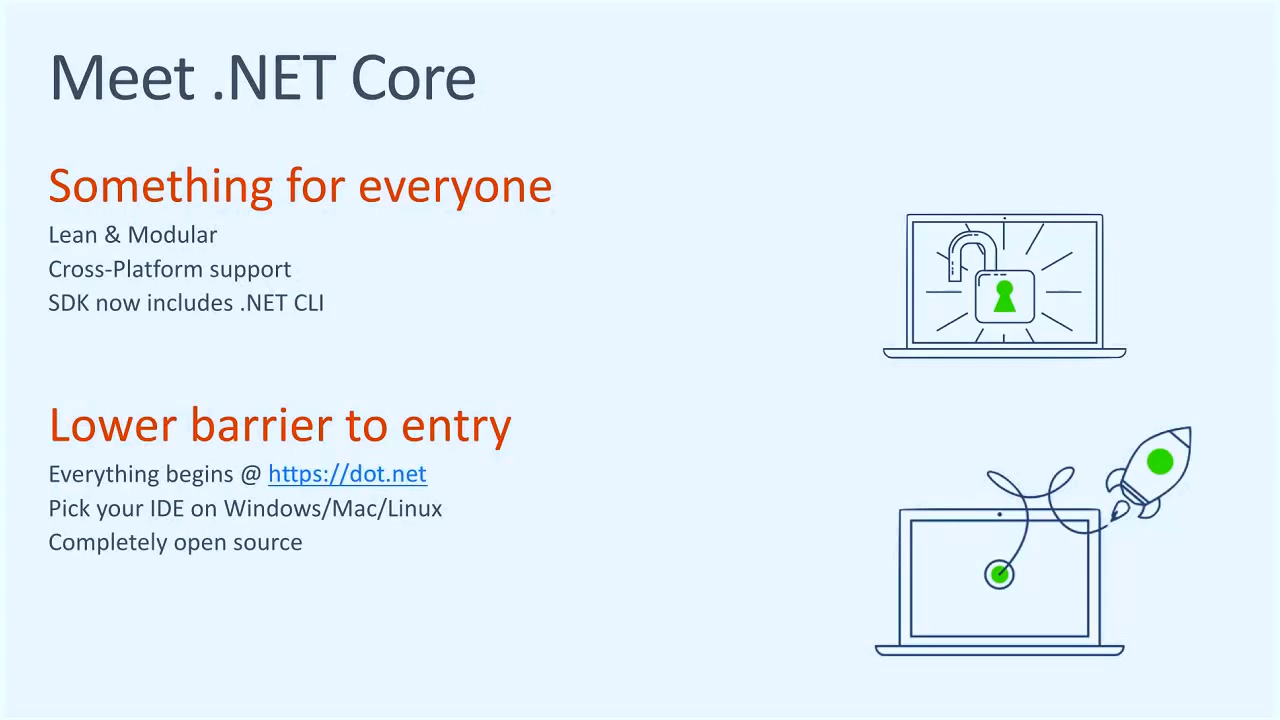 Meet .NET Core
Something for everyone
Lean & Modular
Cross-Platform support
SDK now includes .NET CLI
Lower barrier to entry
Everything begins @ https://dot.net
Pick your IDE on Windows/Mac/Linux
Completely open source